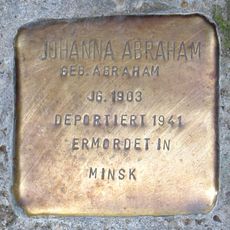 JOHANNA ABRAHAM
GEB. ABRAHAM
JG. 1903
DEPORTIERT 1941
ERMORDET IN
MINSK